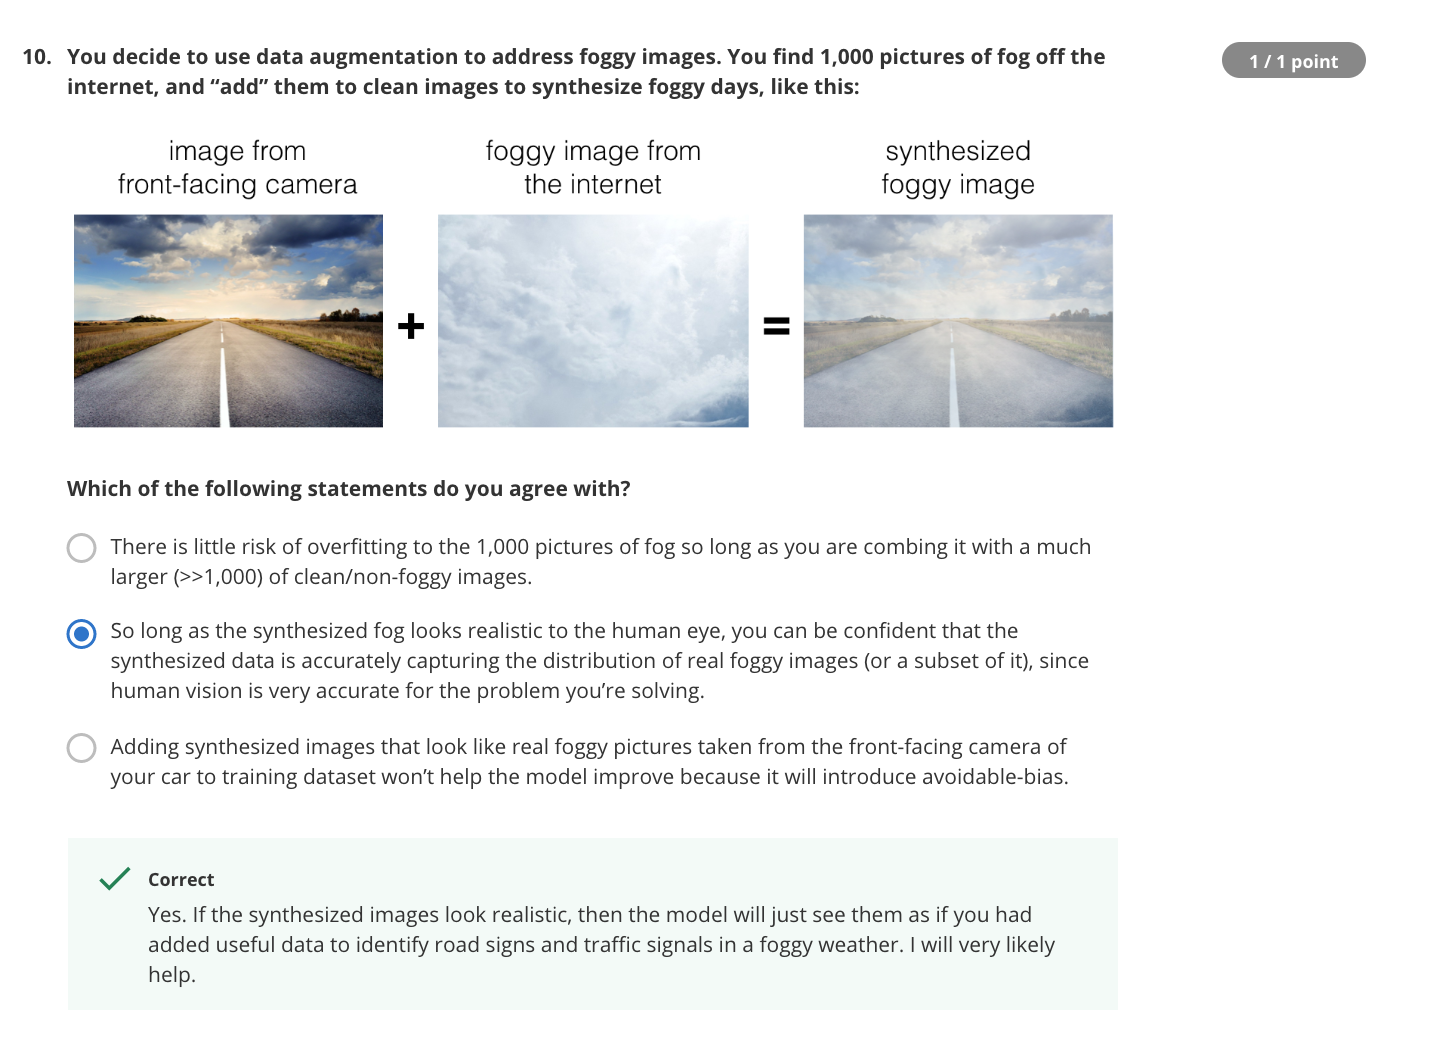 10. You decide to use data augmentation to address foggy images. You find 1,000 pictures of fog off the
1 / 1 point
internet, and “add” them to clean images to synthesize foggy days, like this:
image from
front-facing camera
foggy image from
the internet
synthesized
foggy image
+
=
Which of the following statements do you agree with?
There is little risk of overfitting to the 1,000 pictures of fog so long as you are combing it with a much
larger (>>1,000) of clean/non-foggy images.
So long as the synthesized fog looks realistic to the human eye, you can be confident that the
synthesized data is accurately capturing the distribution of real foggy images (or a subset of it), since
human vision is very accurate for the problem you’re solving.
Adding synthesized images that look like real foggy pictures taken from the front-facing camera of
your car to training dataset won’t help the model improve because it will introduce avoidable-bias.
Correct
Yes. If the synthesized images look realistic, then the model will just see them as if you had
added useful data to identify road signs and traffic signals in a foggy weather. I will very likely
help.